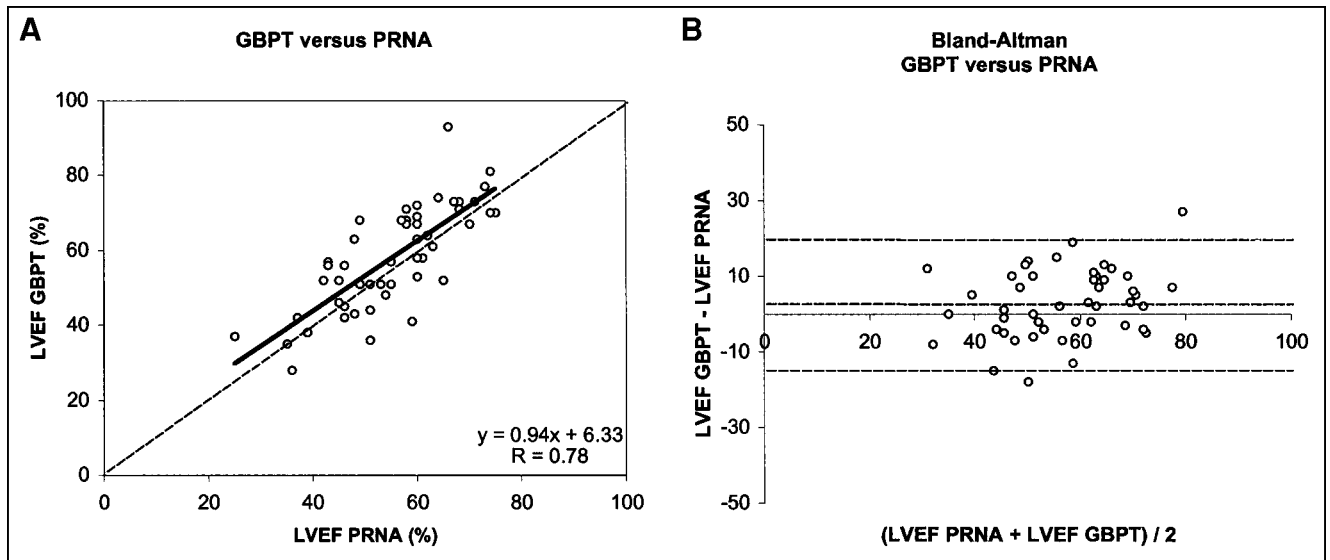 A
GBPT versus PRNA
LVEF GBPT (%)
100
80
60
40
20
0
y = 0.94x + 6.33
R = 0.78
0 20 40 60 80 100
LVEF PRNA (%)
B
Bland-Altman
GBPT versus PRNA
LVEF GBPT - LVEF PRNA
50
30
10
-10
-30
-50
0 20 40 60 80 100
(LVEF PRNA + LVEF GBPT) / 2